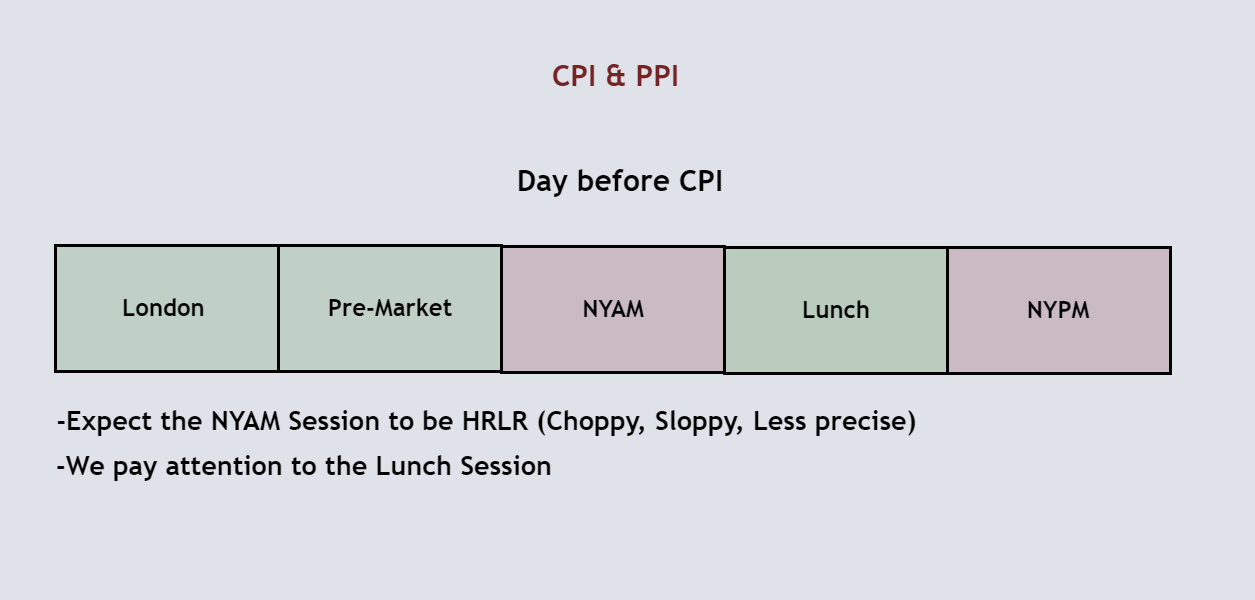 CPI & PPI
Day before CPI
London
Pre-Market
NYAM
Lunch
NYPM
-Expect the NYAM Session to be HRLR (Choppy, Sloppy, Less precise)
-We pay attention to the Lunch Session